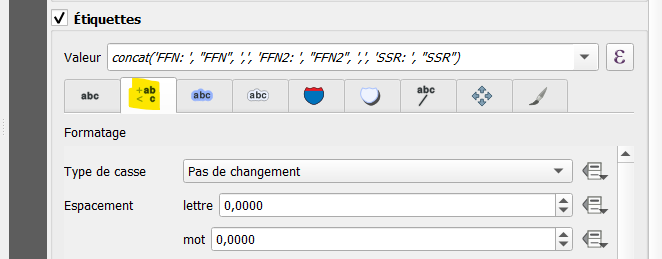 Étiquettes
Valeur concat('FFN: ', "FFN", ',', 'FFN2: ', "FFN2", ',', 'SSR: ', "SSR") ε
abc +ab < c abc abc abc
Formatage
Type de casse Pas de changement
Espacement lettre 0,0000
mot 0,0000